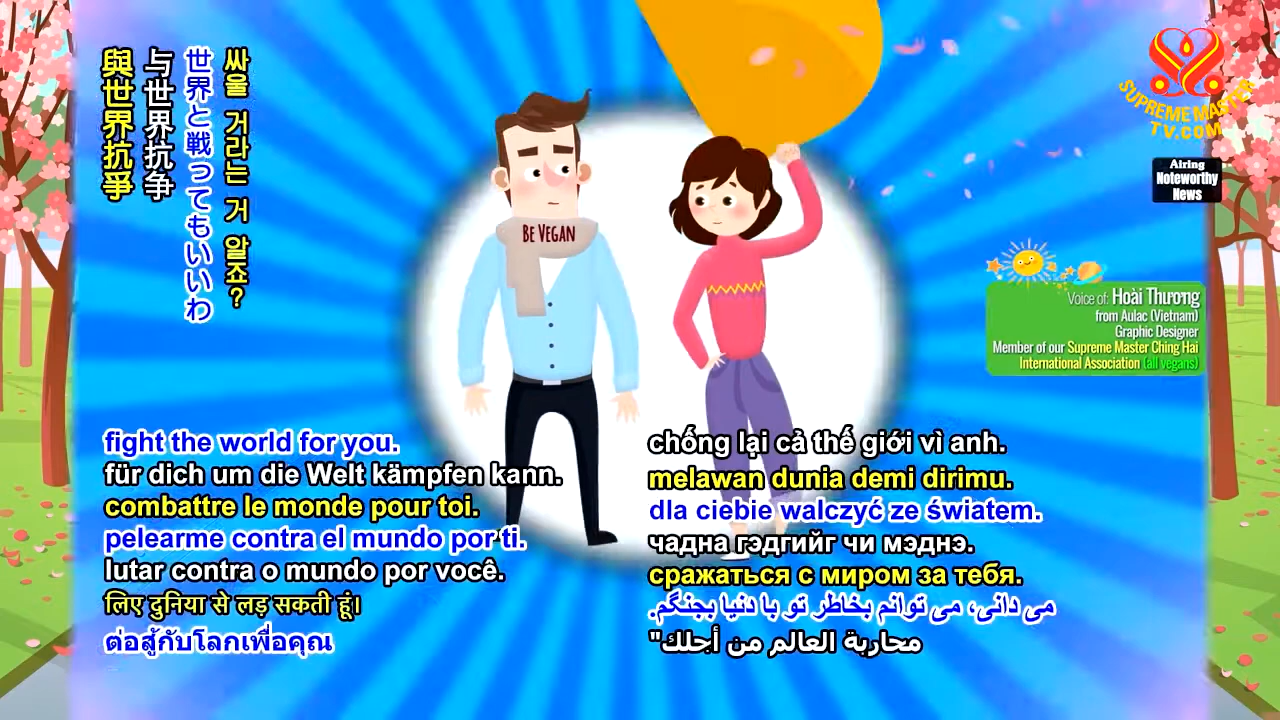 與世界抗爭
与世界抗争
世界と戦ってもいいわ
싸울 거라는 거 알죠?
SUPREME MASTER
TV.COM
Airing
Noteworthy
News
BE VEGAN
Voice of: Hoài Thương
from Aulac (Vietnam)
Graphic Designer
Member of our Supreme Master Ching Hai
International Association (all vegans)
fight the world for you.
für dich um die Welt kämpfen kann.
combattre le monde pour toi.
pelearme contra el mundo por ti.
lutar contra o mundo por você.
लिए दुनिया से लड़ सकती हूं।
ต่อสู้กับโลกเพื่อคุณ
chống lại cả thế giới vì anh.
melawan dunia demi dirimu.
dla ciebie walczyć ze światem.
чадна гэдгийг чи мэднэ.
сражаться с миром за тебя.
می دانی، می توانم بخاطر تو با دنیا بجنگم.
محاربة العالم من أجلك"